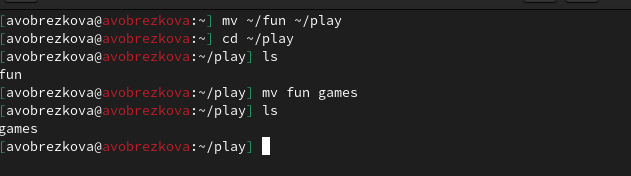 [avobrezkova@avobrezkova:~] mv ~/fun ~/play
[avobrezkova@avobrezkova:~] cd ~/play
[avobrezkova@avobrezkova:~/play] ls
fun
[avobrezkova@avobrezkova:~/play] mv fun games
[avobrezkova@avobrezkova:~/play] ls
games
[avobrezkova@avobrezkova:~/play]